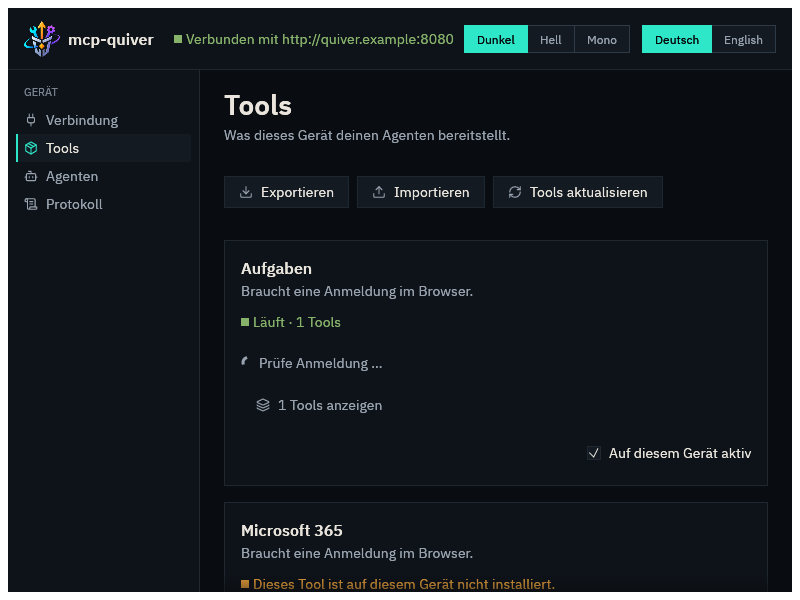 mcp-quiver
Verbunden mit http://quiver.example:8080
Dunkel
Hell
Mono
Deutsch
English
GERÄT
Verbindung
Tools
Agenten
Protokoll
Tools
Was dieses Gerät deinen Agenten bereitstellt.
Exportieren
Importieren
Tools aktualisieren
Aufgaben
Braucht eine Anmeldung im Browser.
Läuft · 1 Tools
Prüfe Anmeldung ...
1 Tools anzeigen
Auf diesem Gerät aktiv
Microsoft 365
Braucht eine Anmeldung im Browser.
Dieses Tool ist auf diesem Gerät nicht installiert.